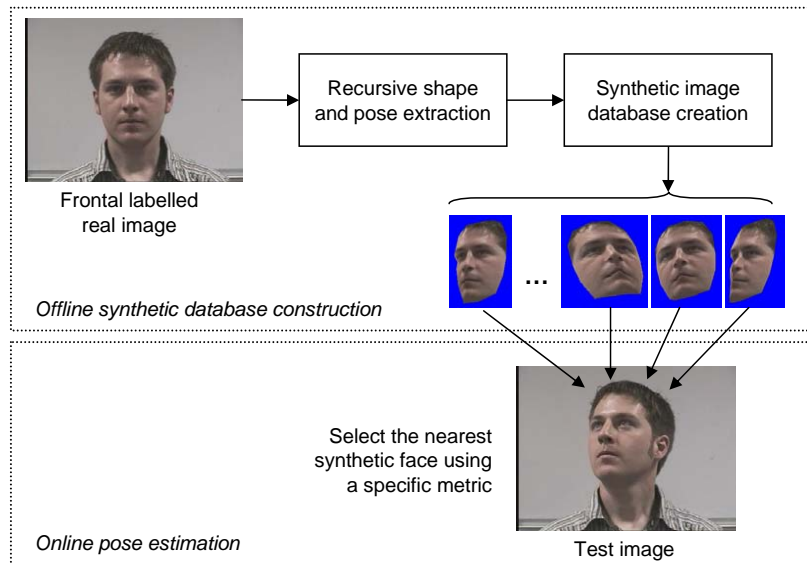 Frontal labelled
real image
Recursive shape
and pose extraction
Synthetic image
database creation
...
Offline synthetic database construction
Select the nearest
synthetic face using
a specific metric
Test image
Online pose estimation